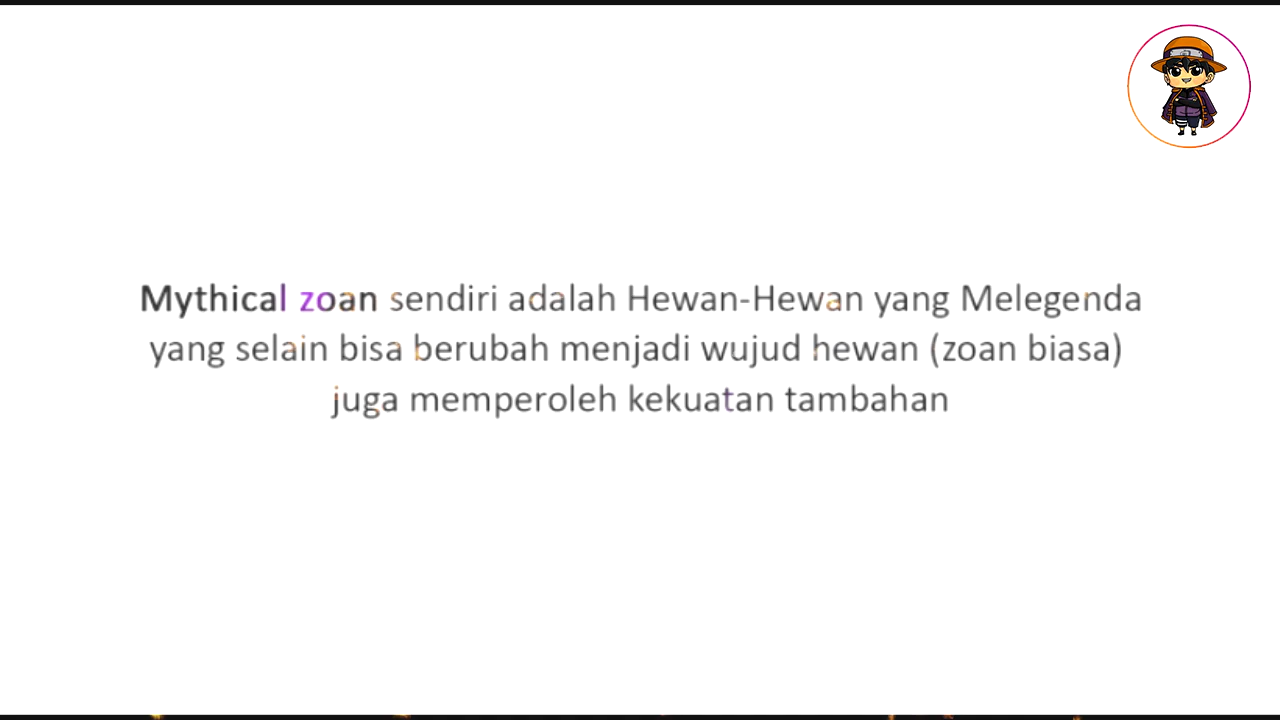 Mythical zoan sendiri adalah Hewan-Hewan yang Melegenda
yang selain bisa berubah menjadi wujud hewan (zoan biasa)
juga memperoleh kekuatan tambahan